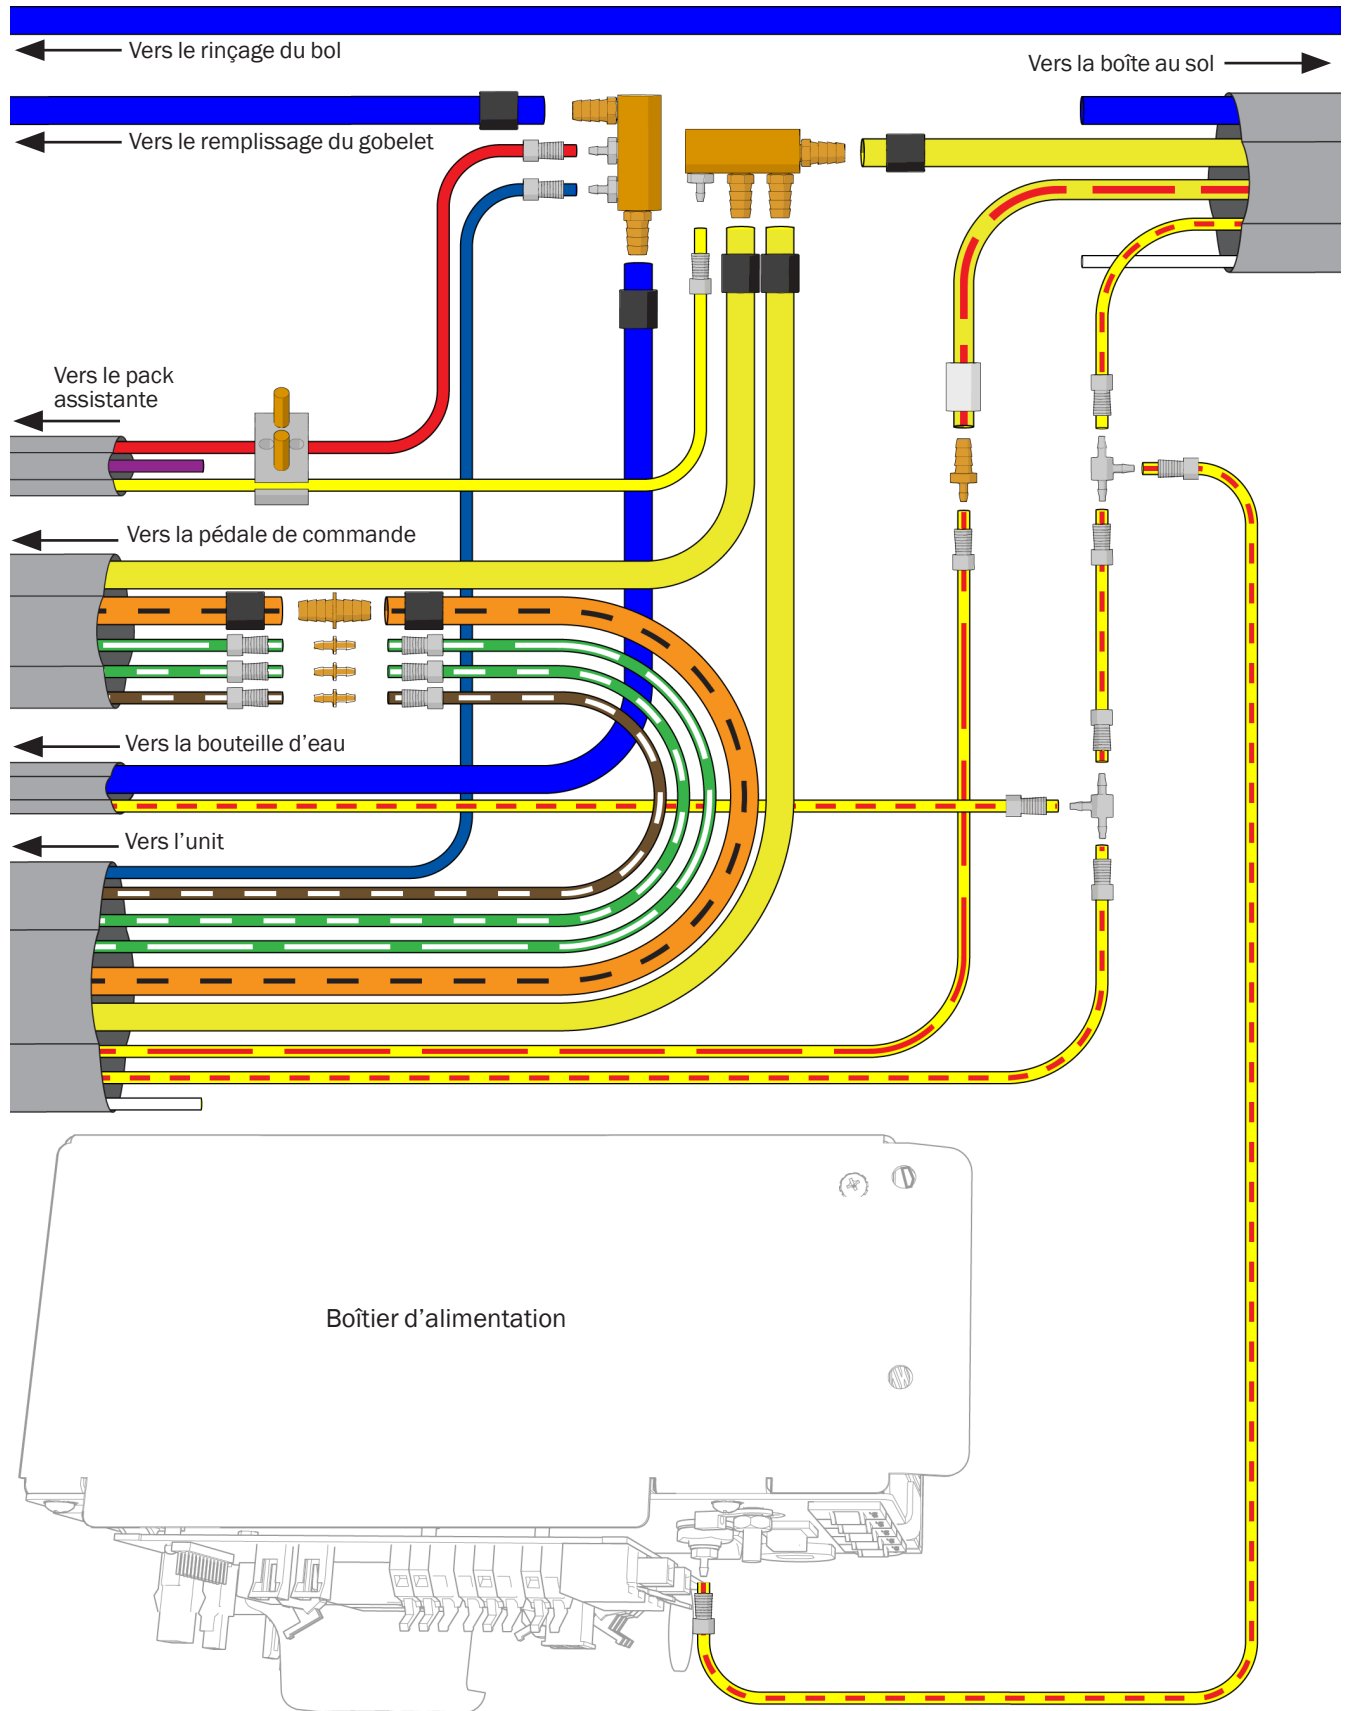 Vers le rinçage du bol
Vers la boîte au sol
Vers le remplissage du gobelet
Vers le pack
assistante
Vers la pédale de commande
Vers la bouteille d'eau
Vers l'unit
Boîtier d'alimentation